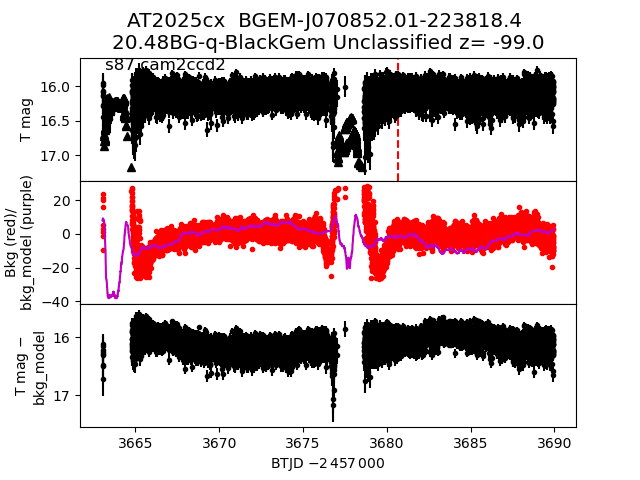 AT2025cx BGEM-J070852.01-223818.4
20.48BG-q-BlackGem Unclassified z= -99.0
s87 cam2ccd2
T mag
16.0
16.5
17.0
Bkg (red)/
bkg_model (purple)
20
0
−20
−40
T mag −
bkg_model
16
17
3665
3670
3675
3680
3685
3690
BTJD −2 457 000